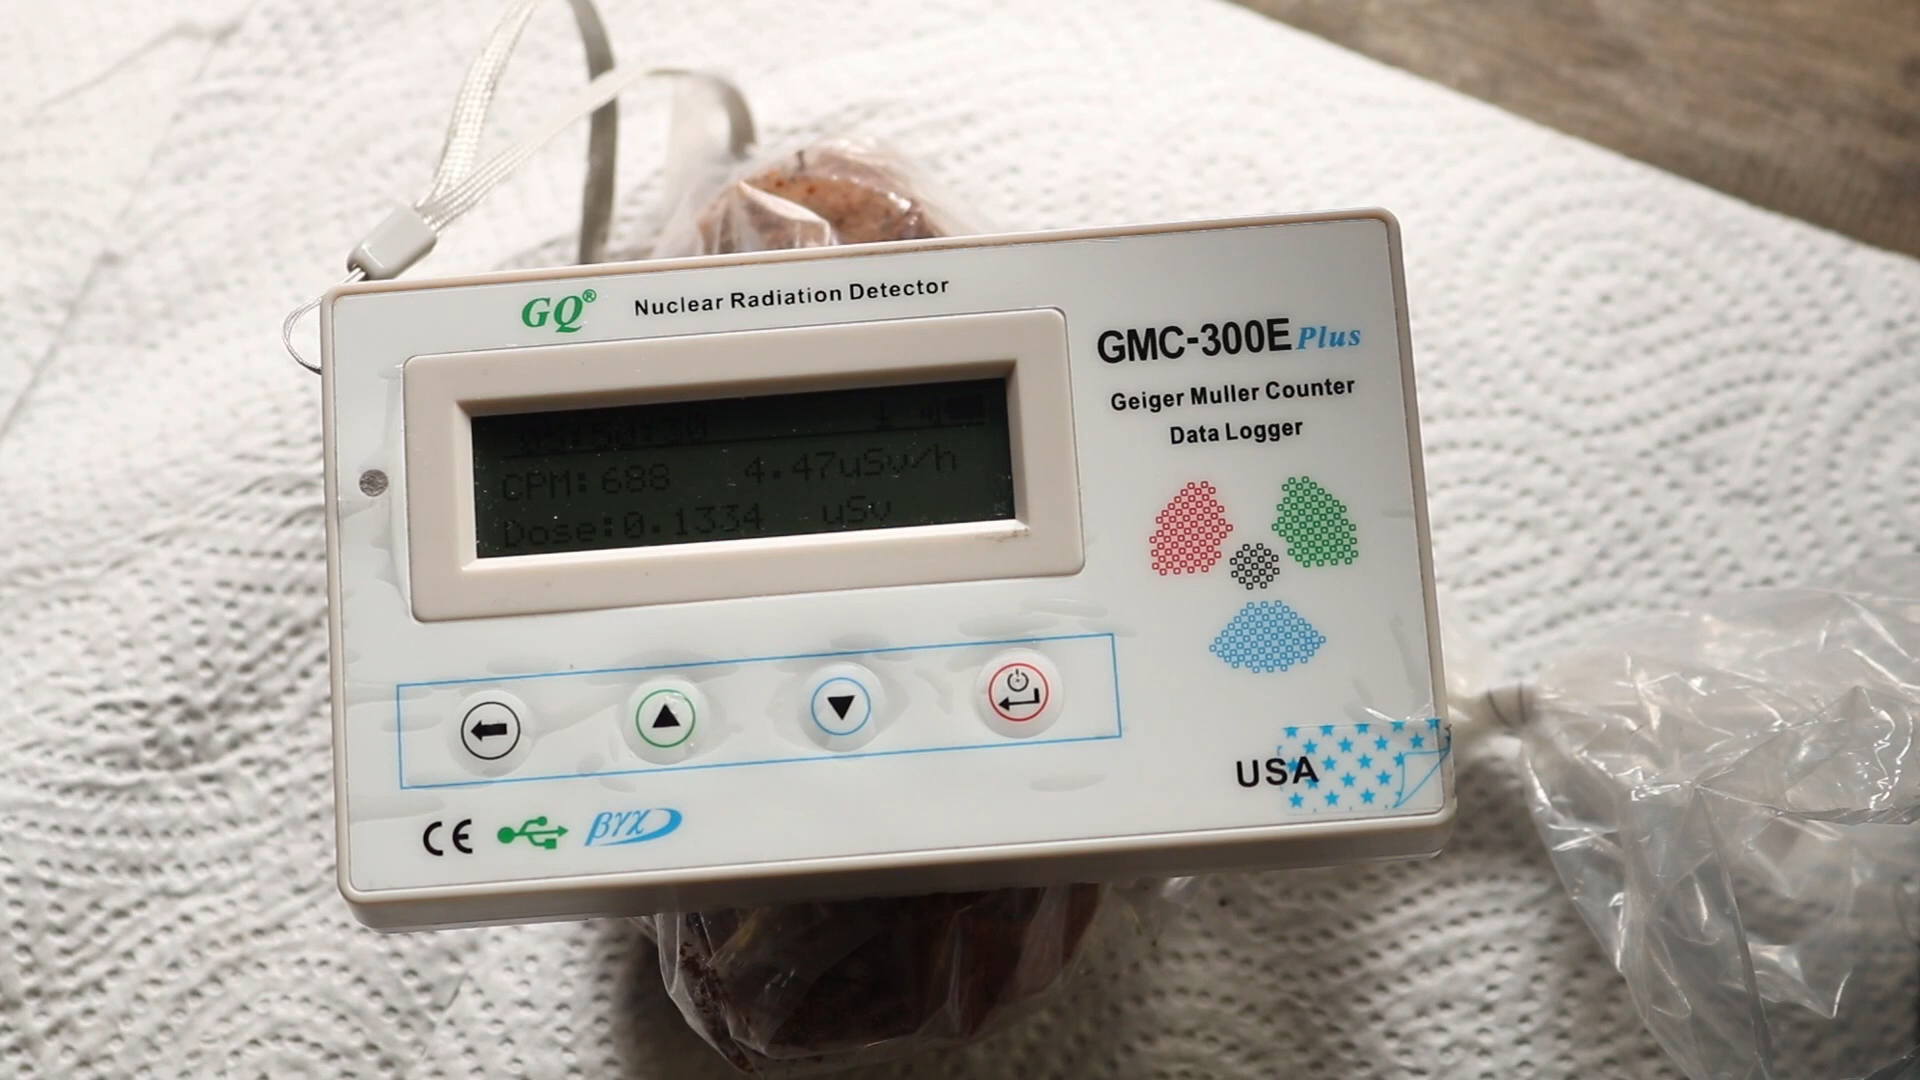 GQ® Nuclear Radiation Detector
GMC-300E Plus
Geiger Muller Counter
Data Logger
CPM:688 4.47uSv/h
Dose:0.1334 uSv
USA
CE βγχ